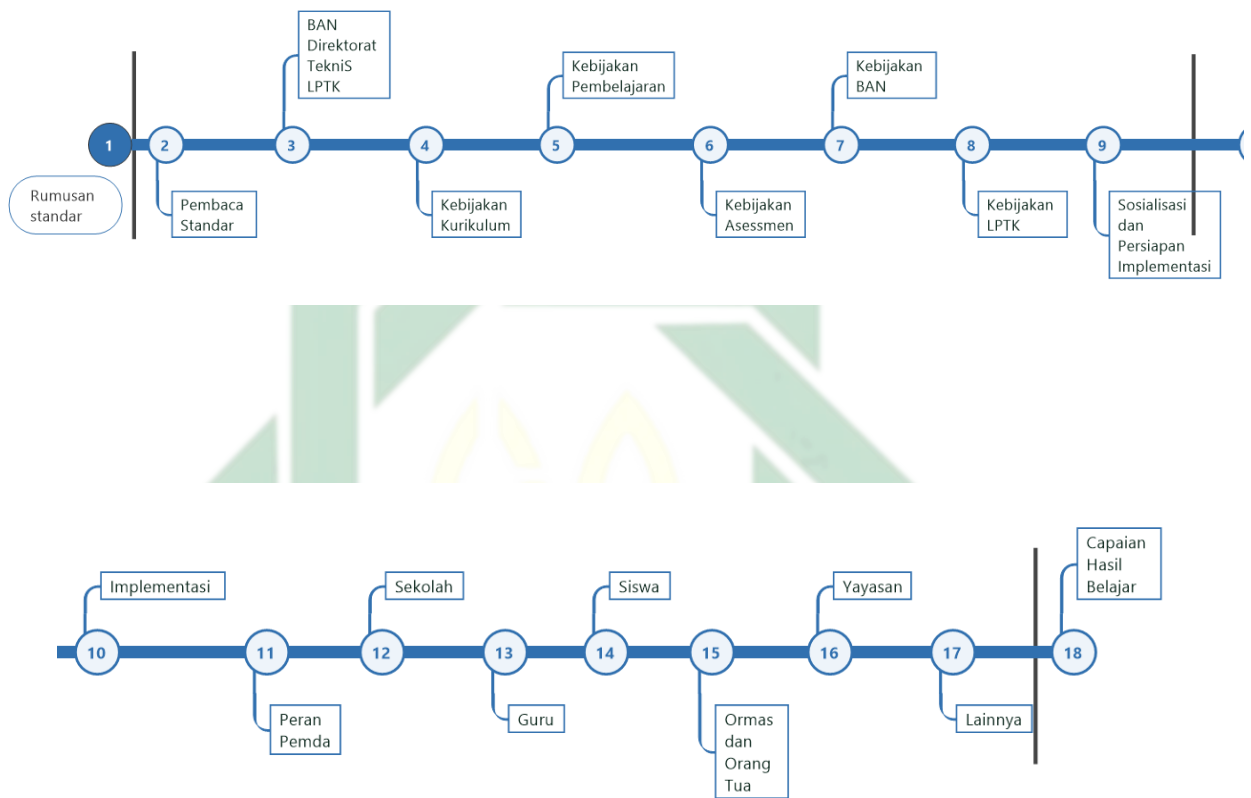 1
Rumusan
standar
2
Pembaca
Standar
BAN
Direktorat
TekniS
LPTK
3
4
Kebijakan
Kurikulum
Kebijakan
Pembelajaran
5
6
Kebijakan
Asessmen
Kebijakan
BAN
7
8
Kebijakan
LPTK
9
Sosialisasi
dan
Persiapan
Implementasi
Implementasi
10
11
Peran
Pemda
Sekolah
12
13
Guru
Siswa
14
15
Ormas
dan
Orang
Tua
Yayasan
16
17
Lainnya
Capaian
Hasil
Belajar
18